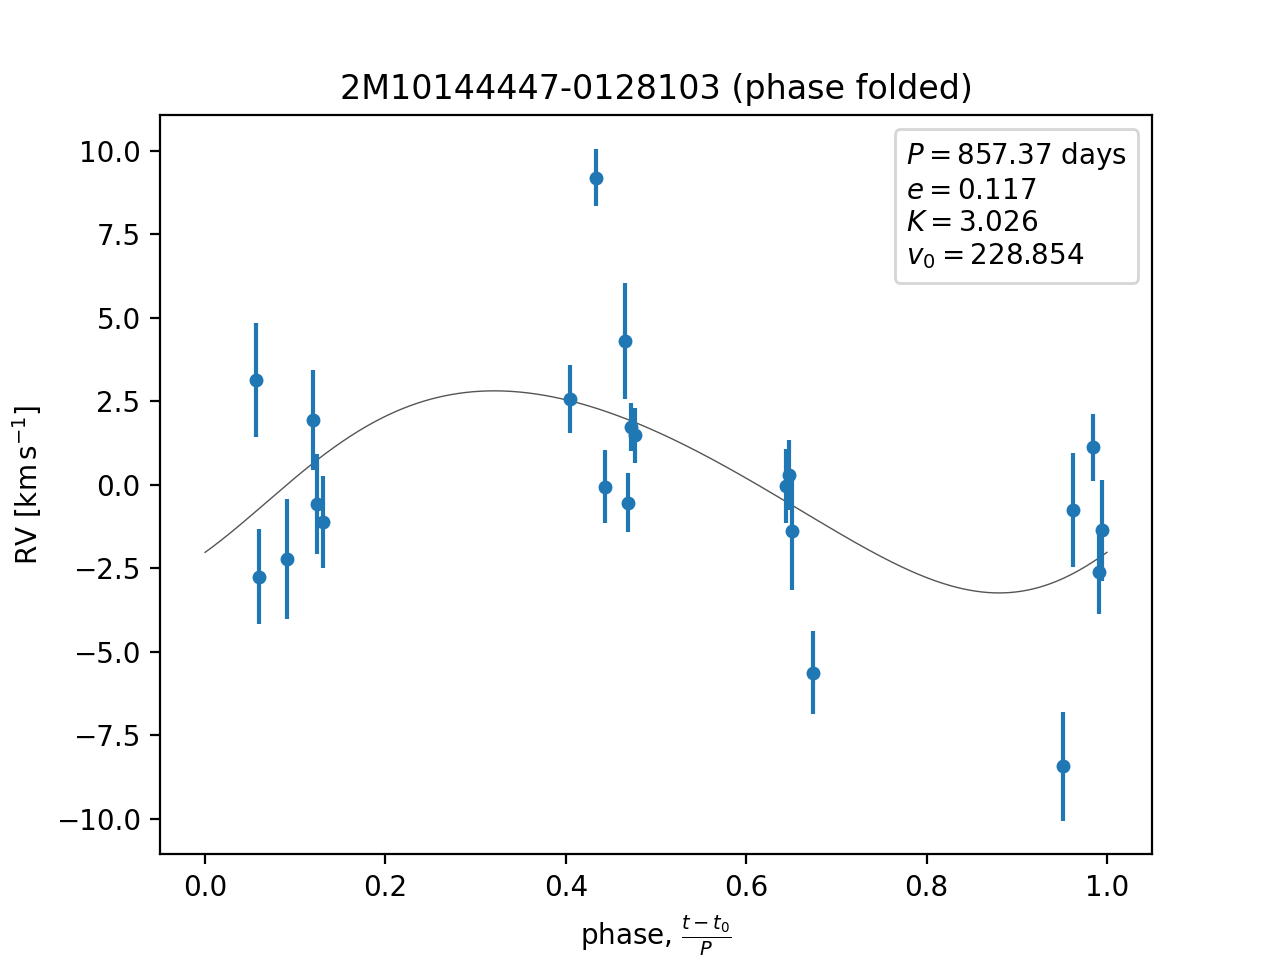 2M10144447-0128103 (phase folded)
P = 857.37 days
e = 0.117
K = 3.026
v₀ = 228.854
10.0
7.5
5.0
2.5
0.0
−2.5
−5.0
−7.5
−10.0
RV [km s⁻¹]
0.0 0.2 0.4 0.6 0.8 1.0
phase, (t − t₀)/P